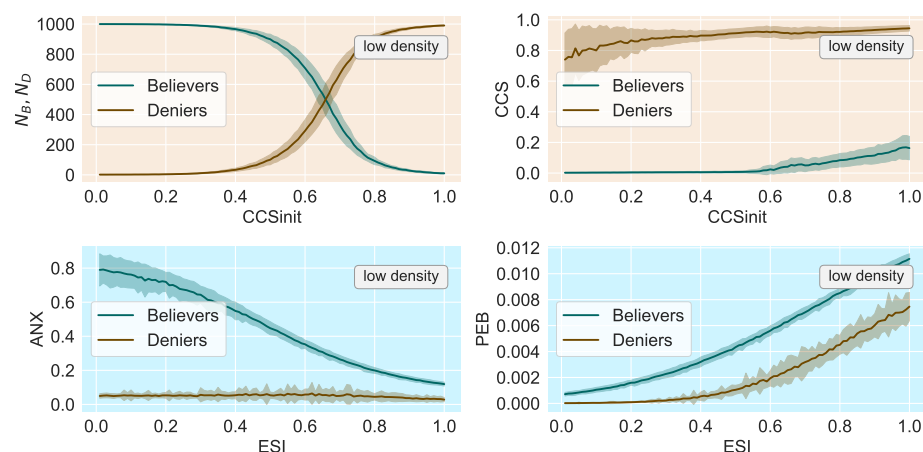 1000
800
600
400
200
0
N_B, N_D
low density
Believers
Deniers
0.0 0.2 0.4 0.6 0.8 1.0
CCSinit
1.0
0.8
0.6
0.4
0.2
0.0
CCS
low density
Believers
Deniers
0.0 0.2 0.4 0.6 0.8 1.0
CCSinit
0.8
0.6
0.4
0.2
0.0
ANX
low density
Believers
Deniers
0.0 0.2 0.4 0.6 0.8 1.0
ESI
0.012
0.010
0.008
0.006
0.004
0.002
0.000
PEB
low density
Believers
Deniers
0.0 0.2 0.4 0.6 0.8 1.0
ESI